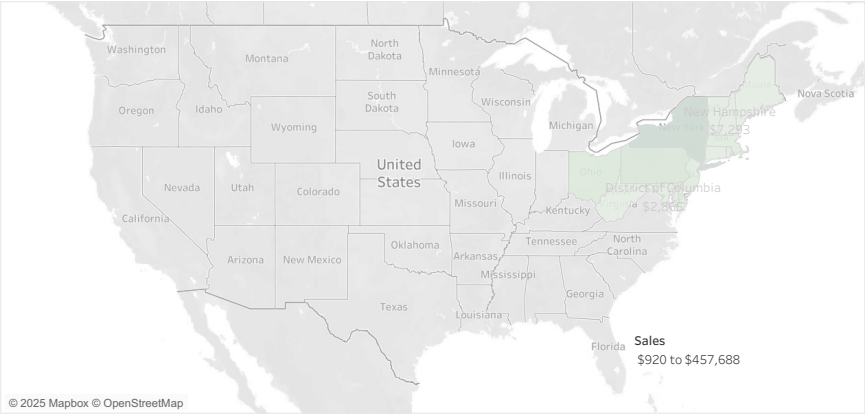 Washington
Montana
North
Dakota
Minnesota
Oregon
Idaho
South
Dakota
Wisconsin
Wyoming
Michigan
Nova Scotia
New Hampshire
$7,293
New York
Iowa
United
States
Nevada
Utah
Colorado
Illinois
Ohio
District of Columbia
California
Missouri
Kentucky
Arizona
New Mexico
Oklahoma
Arkansas
Tennessee
North
Carolina
Mississippi
Texas
Georgia
Louisiana
Florida
Sales
$920 to $457,688
© 2025 Mapbox © OpenStreetMap